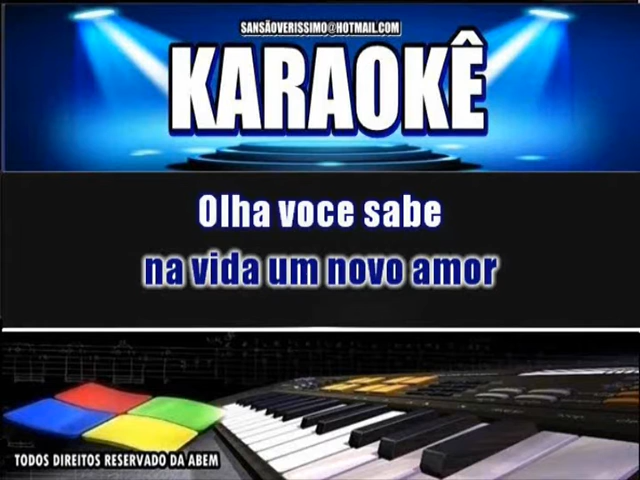 SANSÃOVERISSIMO@HOTMAIL.COM
KARAOKÊ
Olha voce sabe
na vida um novo amor
TODOS DIREITOS RESERVADO DA ABEM